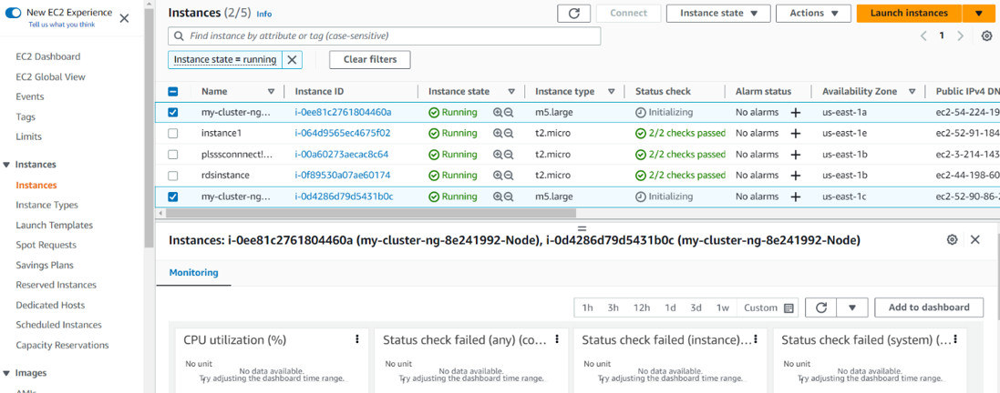 New EC2 Experience
Tell us what you think
EC2 Dashboard
EC2 Global View
Events
Tags
Limits
Instances
Instances
Instance Types
Launch Templates
Spot Requests
Savings Plans
Reserved Instances
Dedicated Hosts
Scheduled Instances
Capacity Reservations
Images
AMIs
Instances (2/5) Info
Connect Instance state Actions Launch instances
Find instance by attribute or tag (case-sensitive)
1
Instance state = running Clear filters
Name Instance ID Instance state Instance type Status check Alarm status Availability Zone Public IPv4 DN
my-cluster-ng-... i-0ee81c2761804460a Running m5.large Initializing No alarms + us-east-1a ec2-54-224-19
instance1 i-064d9565ec4675f02 Running t2.micro 2/2 checks passed No alarms + us-east-1e ec2-52-91-184
plsssconnect!... i-00a60273aecac8c64 Running t2.micro 2/2 checks passed No alarms + us-east-1b ec2-3-214-143
rdsinstance i-0f89530a07ae60174 Running t2.micro 2/2 checks passed No alarms + us-east-1b ec2-44-198-60
my-cluster-ng-... i-0d4286d79d5431b0c Running m5.large Initializing No alarms + us-east-1c ec2-52-90-86-2
Instances: i-0ee81c2761804460a (my-cluster-ng-8e241992-Node), i-0d4286d79d5431b0c (my-cluster-ng-8e241992-Node)
Monitoring
1h 3h 12h 1d 3d 1w Custom Add to dashboard
CPU utilization (%) Status check failed (any) (co... Status check failed (instance)... Status check failed (system) (...
No unit No unit No unit No unit
No data available. No data available. No data available. No data available.
Try adjusting the dashboard time range. Try adjusting the dashboard time range. Try adjusting the dashboard time range. Try adjusting the dashboard time range.